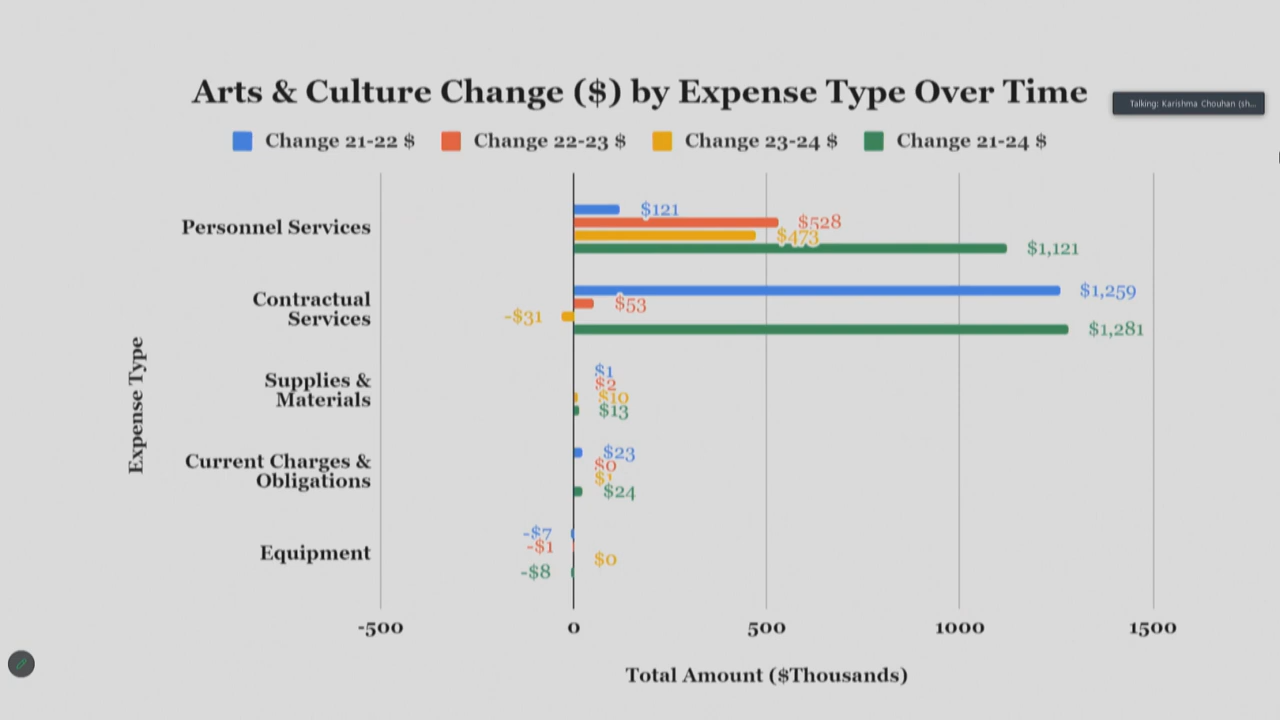 Arts & Culture Change ($) by Expense Type Over Time
Talking: Karishma Chouhan (sh...
Change 21-22 $ Change 22-23 $ Change 23-24 $ Change 21-24 $
Personnel Services
$121
$528
$473
$1,121
Contractual
Services
$1,259
$53
-$31
$1,281
Supplies &
Materials
$1
$2
$10
$13
Current Charges &
Obligations
$23
$0
$1
$24
Equipment
-$7
-$1
$0
-$8
Expense Type
-500 0 500 1000 1500
Total Amount ($Thousands)